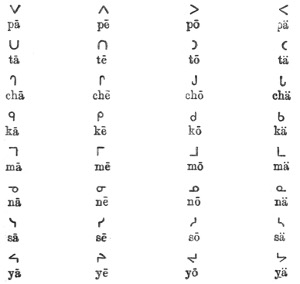 ᐯ ᐱ ᐳ ᐸ
pā pē pō pä
ᑌ ᑎ ᑐ ᑕ
tā tē tō tä
ᒉ ᒋ ᒍ ᒐ
chā chē chō chä
ᑫ ᑭ ᑯ ᑲ
kā kē kō kä
ᒣ ᒥ ᒧ ᒪ
mā mē mō mä
ᓀ ᓂ ᓄ ᓇ
nā nē nō nä
ᓭ ᓯ ᓱ ᓴ
sā sē sō sä
ᔦ ᔨ ᔪ ᔭ
yā yē yō yä